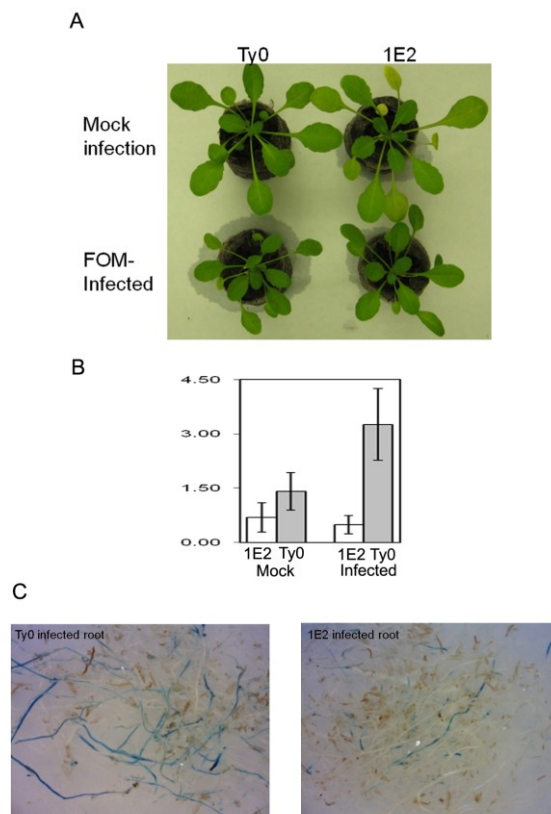 A
Ty0 1E2
Mock
infection
FOM-
Infected
B
4.50
3.00
1.50
0.00
1E2 Ty0 1E2 Ty0
Mock Infected
C
Ty0 infected root 1E2 infected root